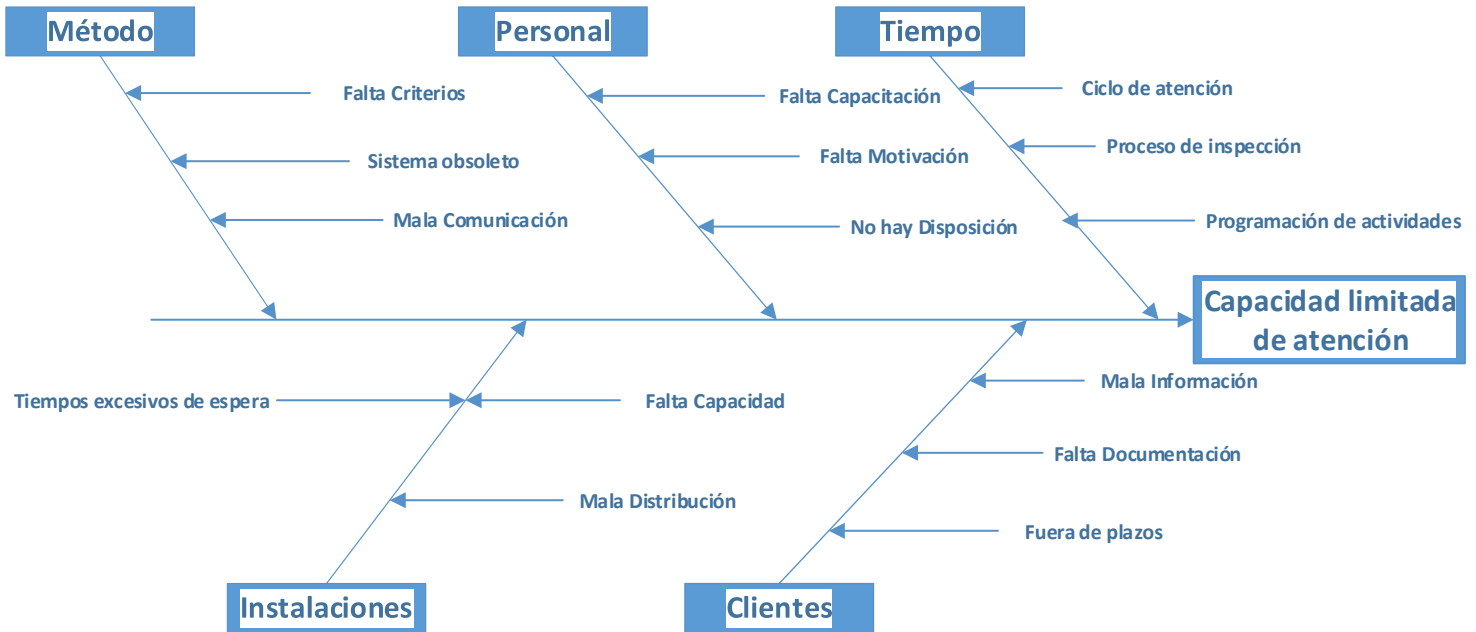 Método
Personal
Tiempo
Falta Criterios
Falta Capacitación
Ciclo de atención
Sistema obsoleto
Falta Motivación
Proceso de inspección
Mala Comunicación
No hay Disposición
Programación de actividades
Capacidad limitada
de atención
Tiempos excesivos de espera
Falta Capacidad
Mala Información
Mala Distribución
Falta Documentación
Fuera de plazos
Instalaciones
Clientes